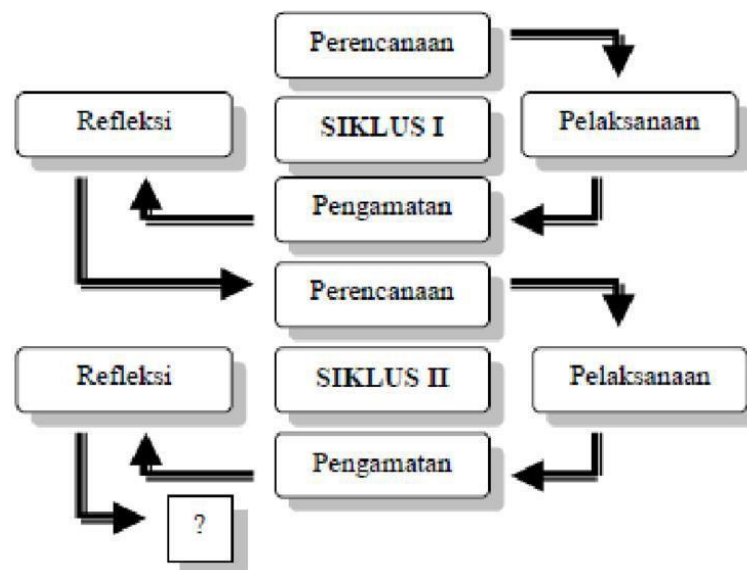 Perencanaan
Refleksi
SIKLUS I
Pelaksanaan
Pengamatan
Perencanaan
Refleksi
SIKLUS II
Pelaksanaan
Pengamatan
?